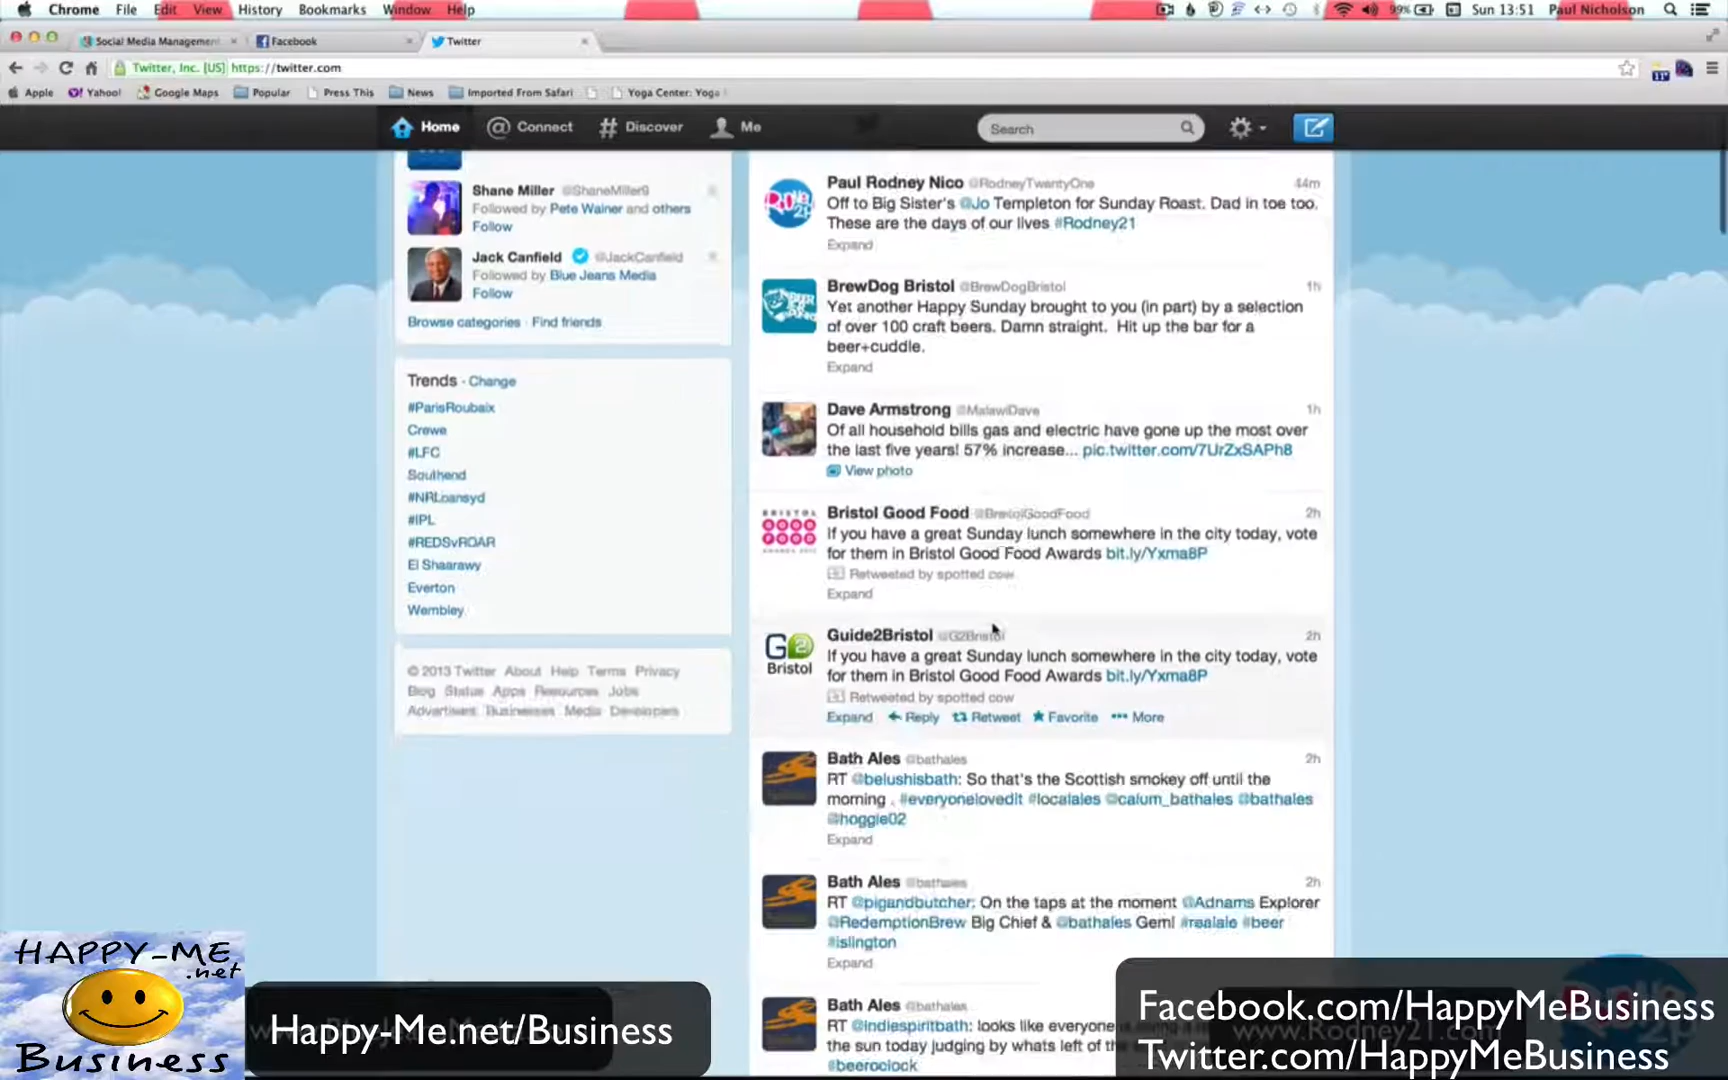 Chrome File Edit View History Bookmarks Window Help
99% Sun 13:51 Paul Nicholson
Social Media Management
Facebook
Twitter
Twitter, Inc. [US] https://twitter.com
Apple Yahoo! Google Maps Popular Press This News Imported From Safari Yoga Center: Yoga
Home Connect # Discover Me
Search
Shane Miller @ShaneMiller9
Followed by Pete Wainer and others
Follow
Jack Canfield @JackCanfield
Followed by Blue Jeans Media
Follow
Browse categories · Find friends
Trends · Change
#ParisRoubaix
Crewe
#LFC
Southend
#NRLoansyd
#IPL
#REDSvROAR
El Shaarawy
Everton
Wembley
© 2013 Twitter About Help Terms Privacy
Blog Status Apps Resources Jobs
Advertisers Businesses Media Developers
Paul Rodney Nico @RodneyTwentyOne 44m
Off to Big Sister's @Jo Templeton for Sunday Roast. Dad in toe too.
These are the days of our lives #Rodney21
Expand
BrewDog Bristol @BrewDogBristol 1h
Yet another Happy Sunday brought to you (in part) by a selection
of over 100 craft beers. Damn straight. Hit up the bar for a
beer+cuddle.
Expand
Dave Armstrong @MalawiDave 1h
Of all household bills gas and electric have gone up the most over
the last five years! 57% increase... pic.twitter.com/7UrZxSAPh8
View photo
BRISTOL GOOD FOOD
Bristol Good Food @BristolGoodFood 2h
If you have a great Sunday lunch somewhere in the city today, vote
for them in Bristol Good Food Awards bit.ly/Yxma8P
Retweeted by spotted cow
Expand
G2 Bristol
Guide2Bristol @G2Bristol 2h
If you have a great Sunday lunch somewhere in the city today, vote
for them in Bristol Good Food Awards bit.ly/Yxma8P
Retweeted by spotted cow
Expand Reply Retweet Favorite More
Bath Ales @bathales 2h
RT @belushisbath: So that's the Scottish smokey off until the
morning . #everyonelovedit #localales @calum_bathales @bathales
@hoggie02
Expand
Bath Ales @bathales 2h
RT @pigandbutcher: On the taps at the moment @Adnams Explorer
@RedemptionBrew Big Chief & @bathales Gem! #realale #beer
#islington
Expand
Bath Ales @bathales
RT @indiespiritbath: looks like everyone
the sun today judging by whats left of the
#beeroclock
HAPPY-ME
.net
Business
Happy-Me.net/Business
Facebook.com/HappyMeBusiness
www.Rodney21.com
Twitter.com/HappyMeBusiness